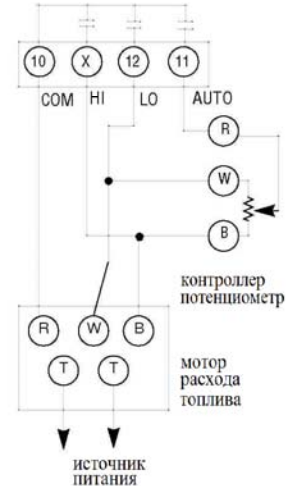 10 X 12 11
COM HI LO AUTO
R
W
B
контроллер
потенциометр
R W B
T T
мотор
расхода
топлива
источник
питания